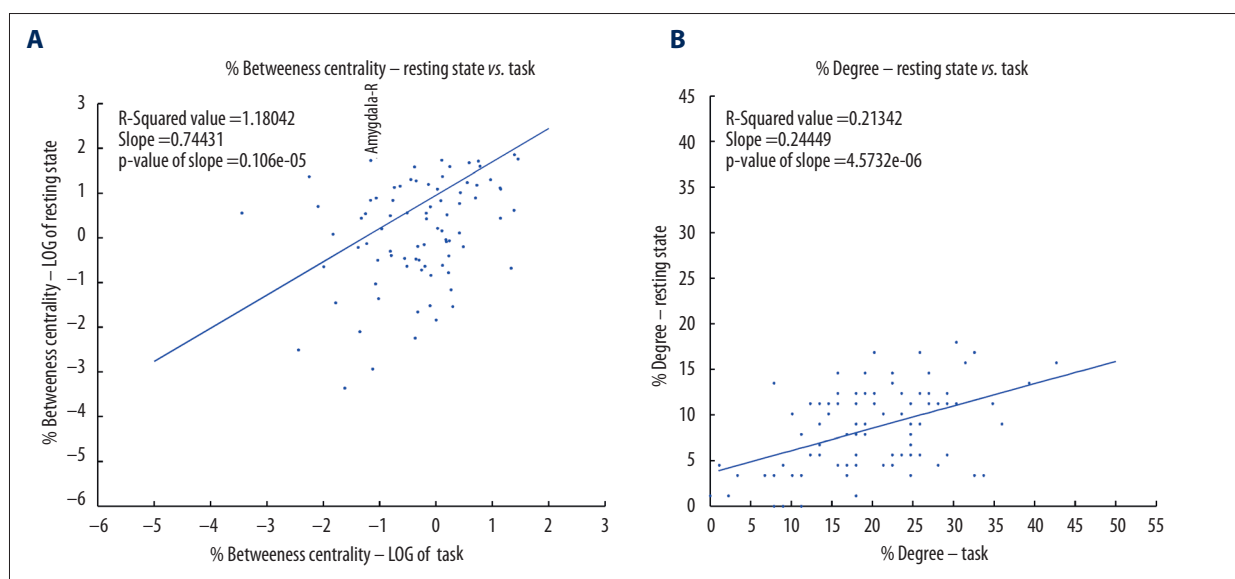 A
% Betweeness centrality – resting state vs. task
Amygdala-R
R-Squared value =1.18042
Slope =0.74431
p-value of slope =0.106e-05
% Betweeness centrality – LOG of resting state
3
2
1
0
−1
−2
−3
−4
−5
−6
−6 −5 −4 −3 −2 −1 0 1 2 3
% Betweeness centrality – LOG of task
B
% Degree – resting state vs. task
R-Squared value =0.21342
Slope =0.24449
p-value of slope =4.5732e-06
% Degree – resting state
45
40
35
30
25
20
15
10
5
0
0 5 10 15 20 25 30 35 40 45 50 55
% Degree – task